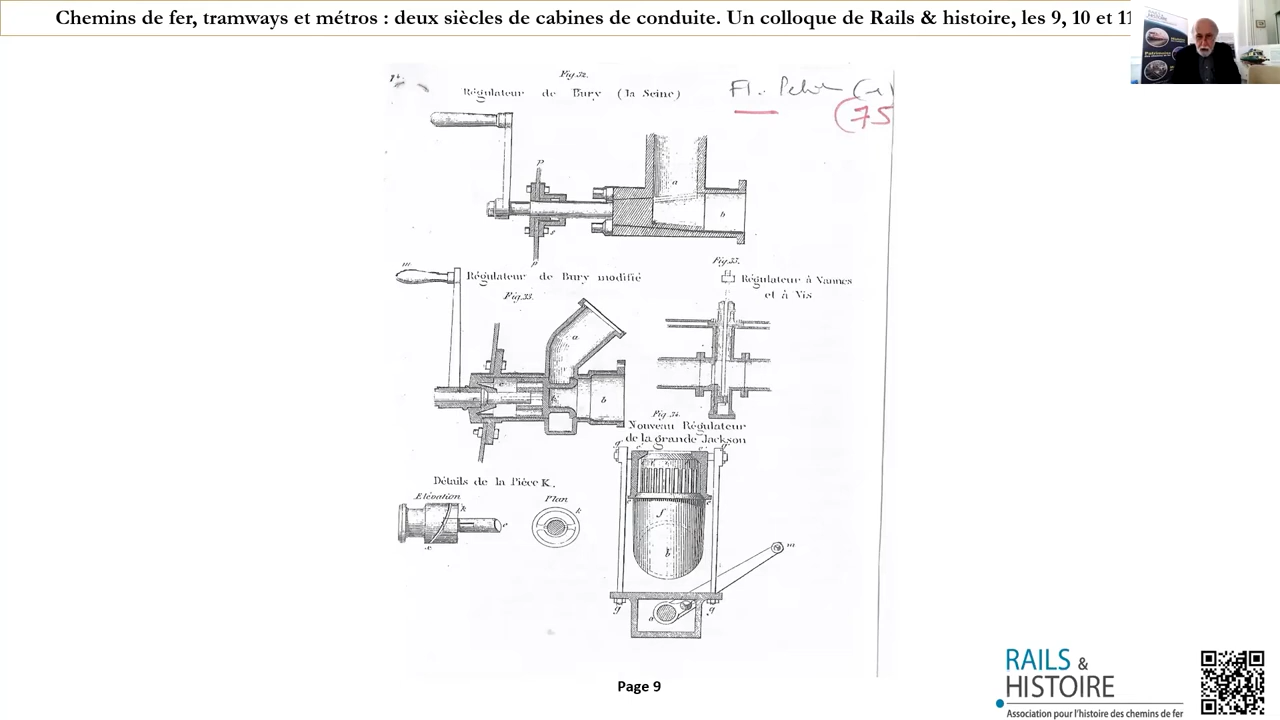 Chemins de fer, tramways et métros : deux siècles de cabines de conduite. Un colloque de Rails & histoire, les 9, 10 et 11
Fig. 32.
Régulateur de Bury (la Seine)
Fl.
(75
p
a
b
p
m
Régulateur de Bury modifié
Fig. 33.
Régulateur à Vannes
et à Vis
Fig. 33.
a
b
Fig. 34.
Nouveau Régulateur
de la grande Jackson
Détails de la Pièce K.
Elévation
Plan
k
k
e
f
b
m
o
g
g
Page 9
RAILS &
HISTOIRE
Association pour l'histoire des chemins de fer